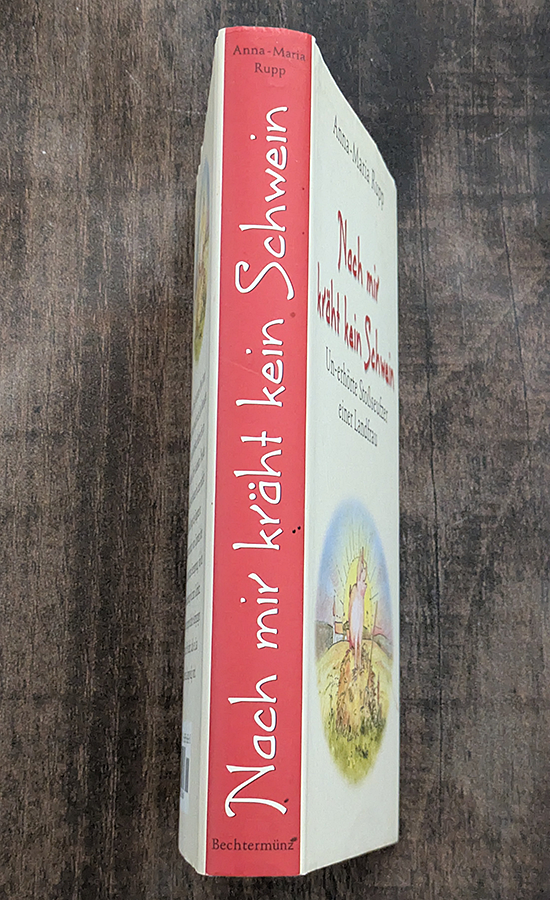 Anna-Maria
Rupp
Nach mir kräht kein Schwein
Bechtermünz
Anna-Maria Rupp
Nach mir
kräht kein Schwein
Un-erhörte Stoßseufzer
einer Landfrau